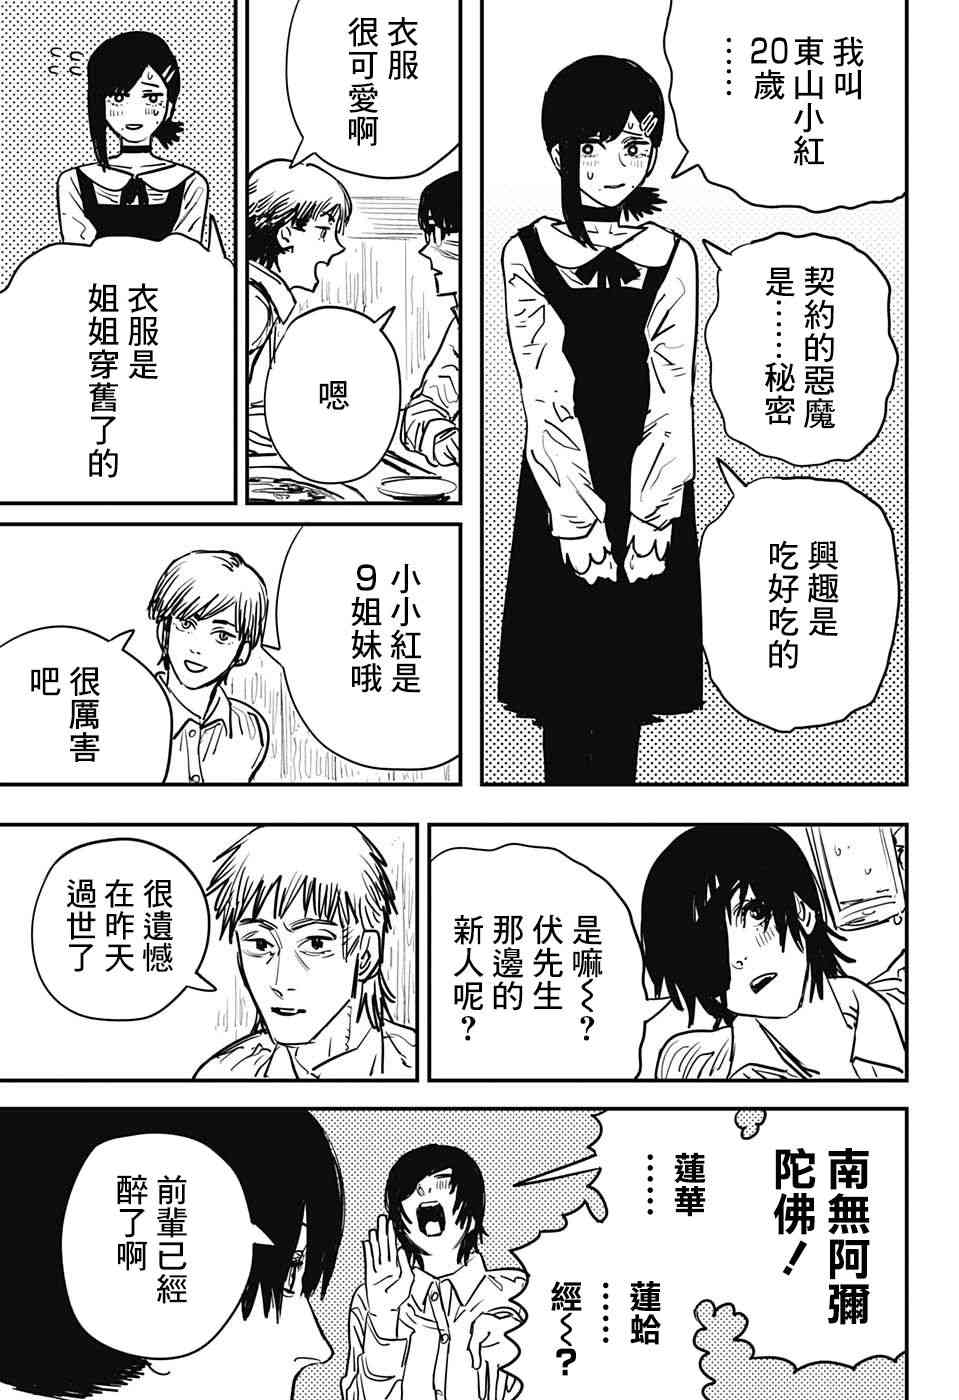 我叫
東山小紅
20歲
……
契約的惡魔
是……秘密
興趣是
吃好吃的
衣服
很可愛啊
嗯
衣服是
姐姐穿舊了的
小小紅是
9姐妹哦
很厲害
吧
是嘛～？
伏先生
那邊的
新人呢？
很遺憾
在昨天
過世了
南無阿彌
陀佛！
蓮華
……
蓮蛤
……
經～？
前輩已經
醉了啊